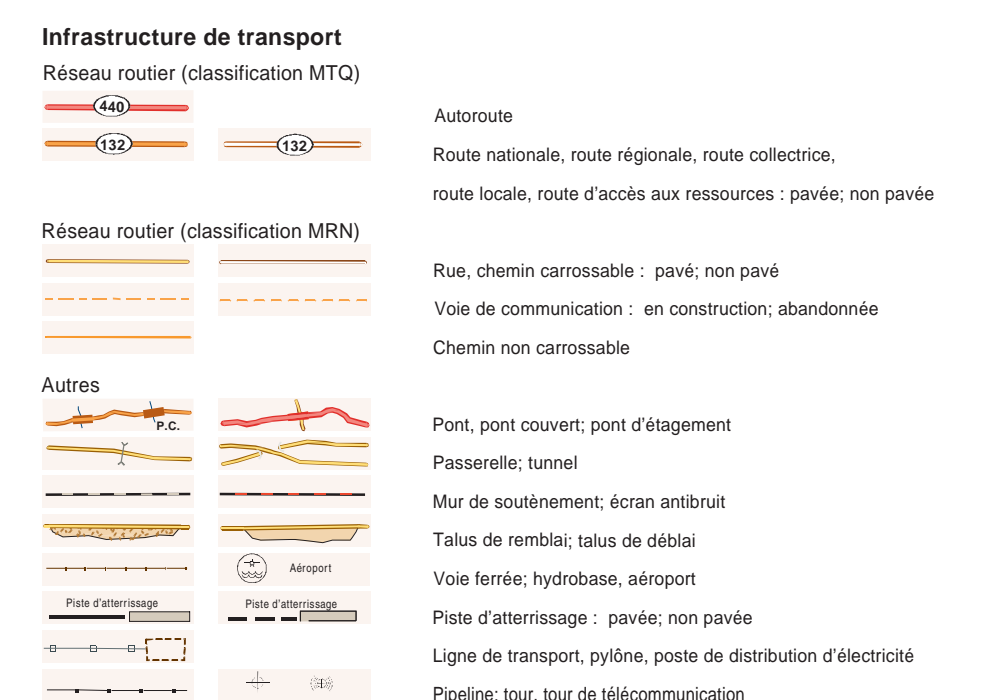 Infrastructure de transport
Réseau routier (classification MTQ)
440
Autoroute
132
132
Route nationale, route régionale, route collectrice,
route locale, route d'accès aux ressources : pavée; non pavée
Réseau routier (classification MRN)
Rue, chemin carrossable : pavé; non pavé
Voie de communication : en construction; abandonnée
Chemin non carrossable
Autres
P.C.
Pont, pont couvert; pont d'étagement
Passerelle; tunnel
Mur de soutènement; écran antibruit
Talus de remblai; talus de déblai
Aéroport
Voie ferrée; hydrobase, aéroport
Piste d'atterrissage
Piste d'atterrissage
Piste d'atterrissage : pavée; non pavée
Ligne de transport, pylône, poste de distribution d'électricité
Pipeline; tour, tour de télécommunication